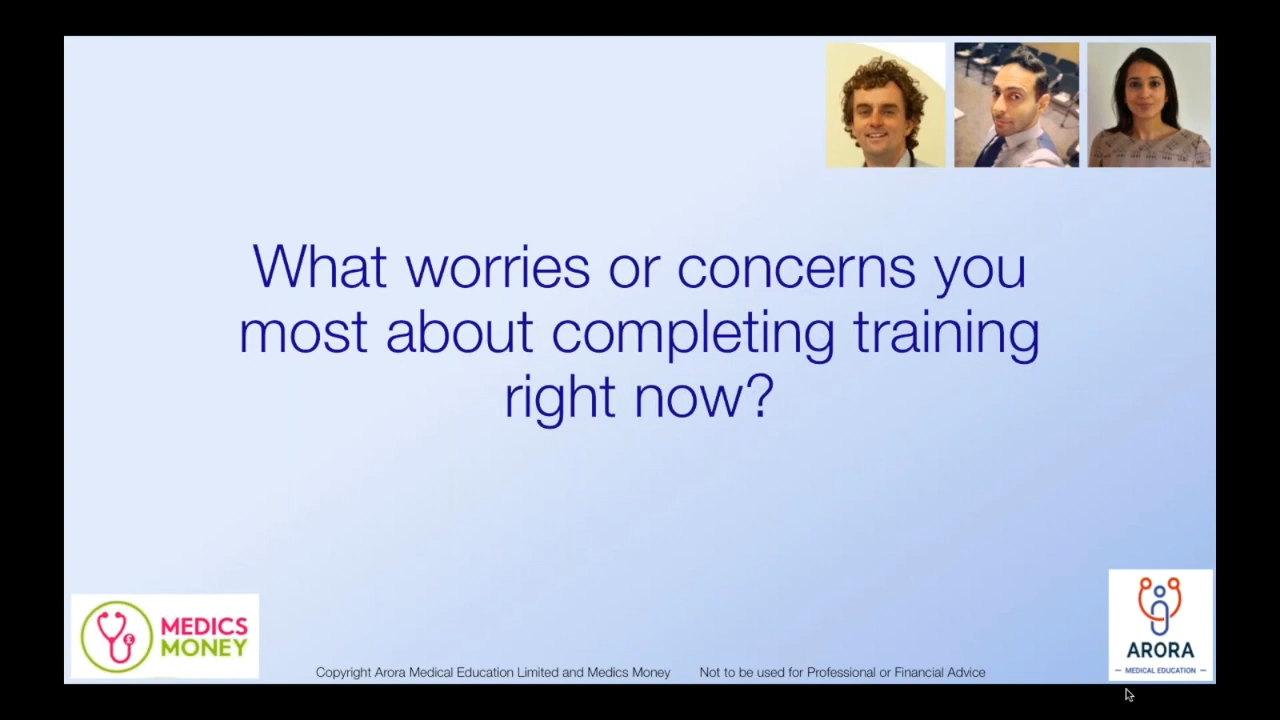 What worries or concerns you
most about completing training
right now?
MEDICS
MONEY
Copyright Arora Medical Education Limited and Medics Money Not to be used for Professional or Financial Advice
ARORA
MEDICAL EDUCATION